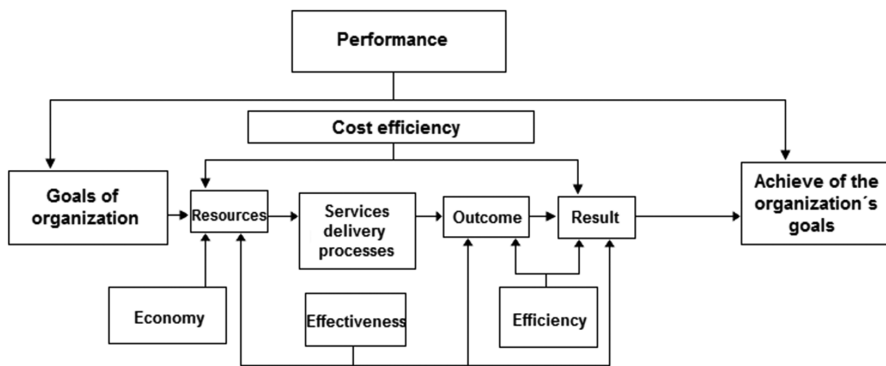 Performance
Cost efficiency
Goals of
organization
Resources
Services
delivery
processes
Outcome
Result
Achieve of the
organization´s
goals
Economy
Effectiveness
Efficiency